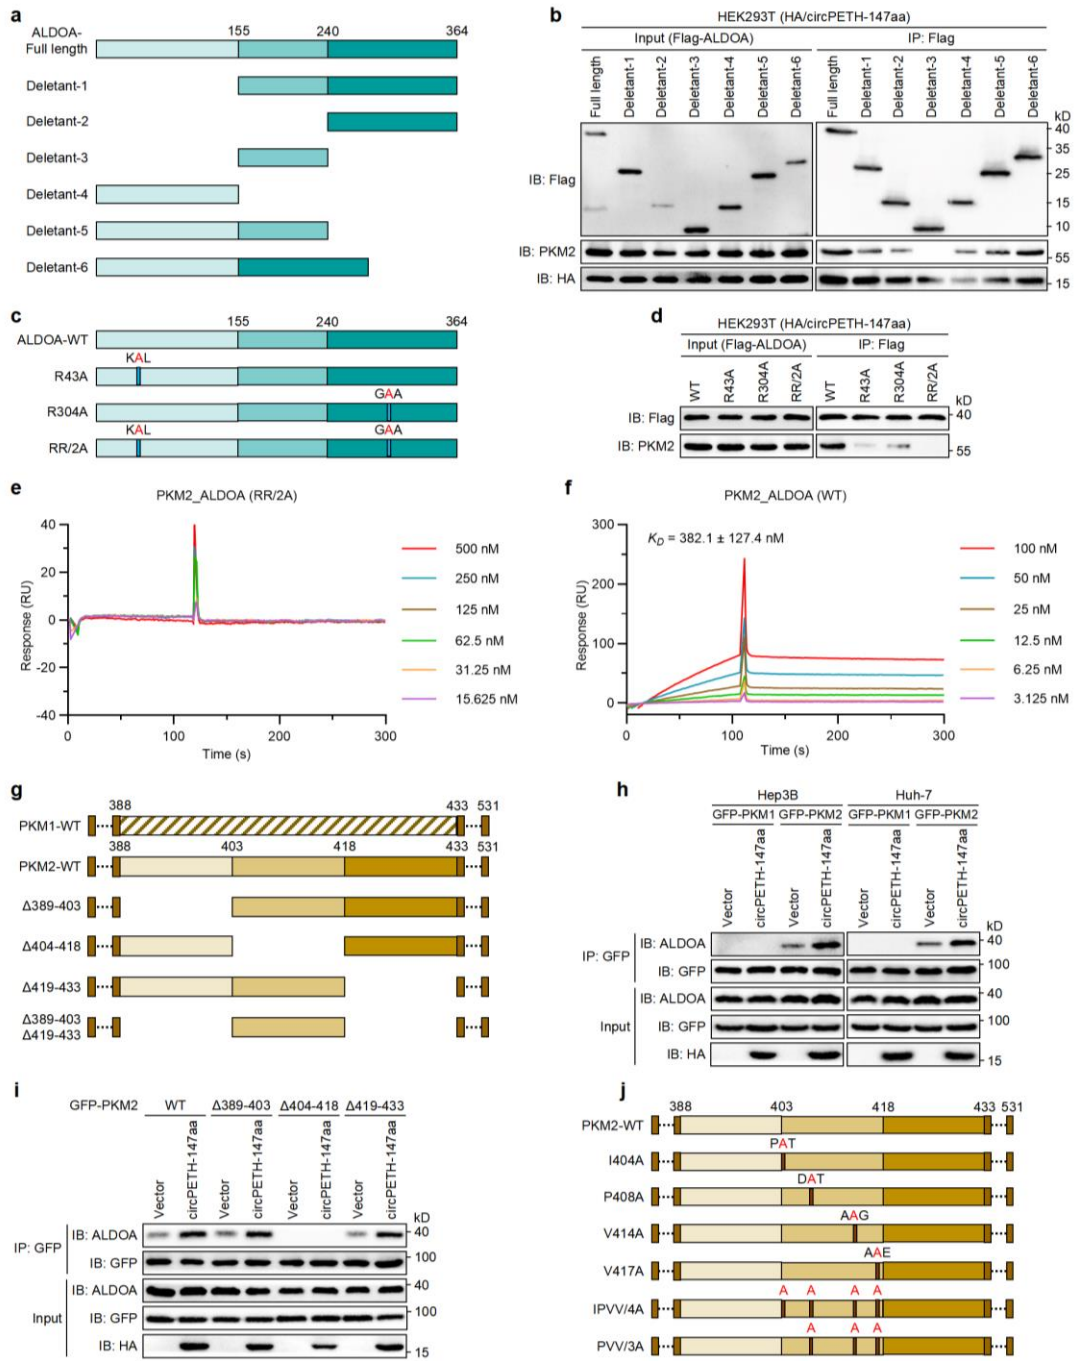 a
155 240 364
ALDOA-
Full length
Deletant-1
Deletant-2
Deletant-3
Deletant-4
Deletant-5
Deletant-6
b
HEK293T (HA/circPETH-147aa)
Input (Flag-ALDOA) IP: Flag
Full length Deletant-1 Deletant-2 Deletant-3 Deletant-4 Deletant-5 Deletant-6 Full length Deletant-1 Deletant-2 Deletant-3 Deletant-4 Deletant-5 Deletant-6
kD
40
35
IB: Flag 25
15
10
IB: PKM2 55
IB: HA 15
c
155 240 364
ALDOA-WT
KAL
R43A
GAA
R304A
KAL GAA
RR/2A
d
HEK293T (HA/circPETH-147aa)
Input (Flag-ALDOA) IP: Flag
WT R43A R304A RR/2A WT R43A R304A RR/2A
kD
IB: Flag 40
IB: PKM2 55
e
PKM2_ALDOA (RR/2A)
Response (RU)
40
20
0
-20
-40
0 100 200 300
Time (s)
500 nM
250 nM
125 nM
62.5 nM
31.25 nM
15.625 nM
f
PKM2_ALDOA (WT)
K_D = 382.1 ± 127.4 nM
Response (RU)
300
200
100
0
0 100 200 300
Time (s)
100 nM
50 nM
25 nM
12.5 nM
6.25 nM
3.125 nM
g
388 433 531
PKM1-WT
388 403 418 433 531
PKM2-WT
Δ389-403
Δ404-418
Δ419-433
Δ389-403
Δ419-433
h
Hep3B Huh-7
GFP-PKM1 GFP-PKM2 GFP-PKM1 GFP-PKM2
Vector circPETH-147aa Vector circPETH-147aa Vector circPETH-147aa Vector circPETH-147aa
kD
IP: GFP
IB: ALDOA 40
IB: GFP 100
Input
IB: ALDOA 40
IB: GFP 100
IB: HA 15
i
GFP-PKM2 WT Δ389-403 Δ404-418 Δ419-433
Vector circPETH-147aa Vector circPETH-147aa Vector circPETH-147aa Vector circPETH-147aa
kD
IP: GFP
IB: ALDOA 40
IB: GFP 100
Input
IB: ALDOA 40
IB: GFP 100
IB: HA 15
j
388 403 418 433 531
PKM2-WT
PAT
I404A
DAT
P408A
AAG
V414A
AAE
V417A
A A A A
IPVV/4A
A A A
PVV/3A